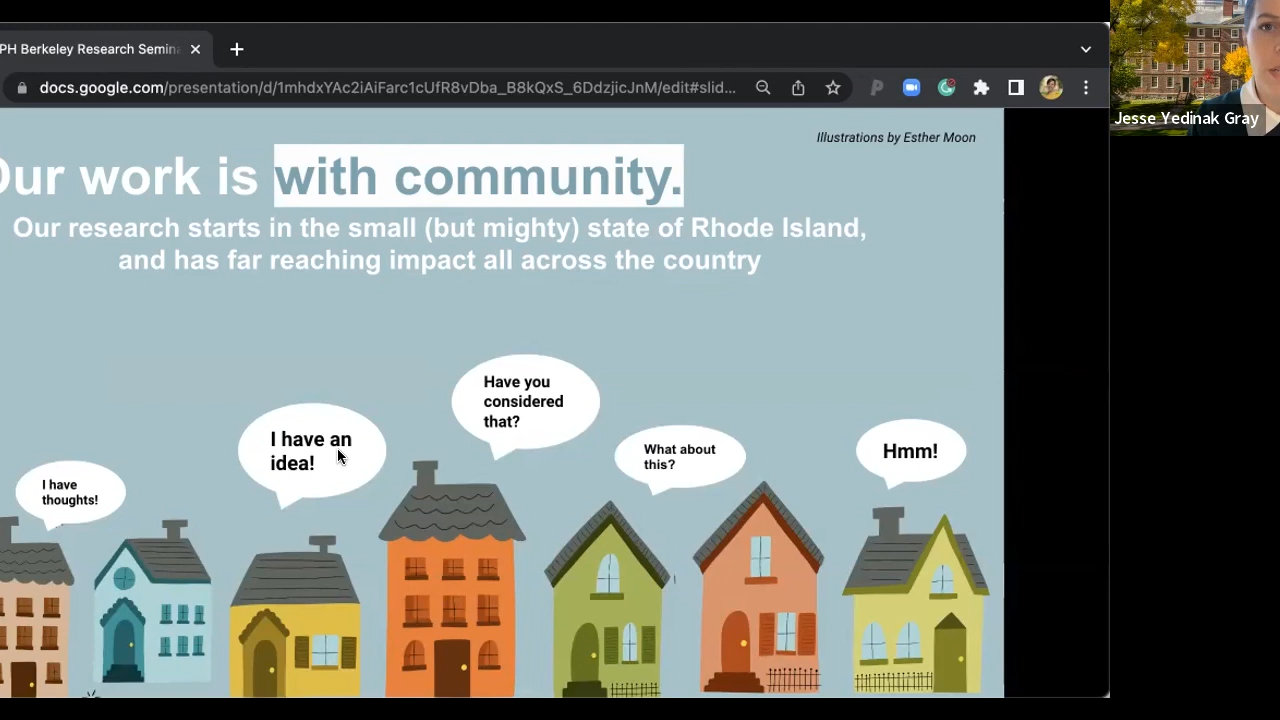 PH Berkeley Research Semina
docs.google.com/presentation/d/1mhdxYAc2iAiFarc1cUfR8vDba_B8kQxS_6DdzjicJnM/edit#slid...
Jesse Yedinak Gray
Illustrations by Esther Moon
Our work is with community.
Our research starts in the small (but mighty) state of Rhode Island,
and has far reaching impact all across the country
Have you
considered
that?
I have an
idea!
What about
this?
Hmm!
I have
thoughts!